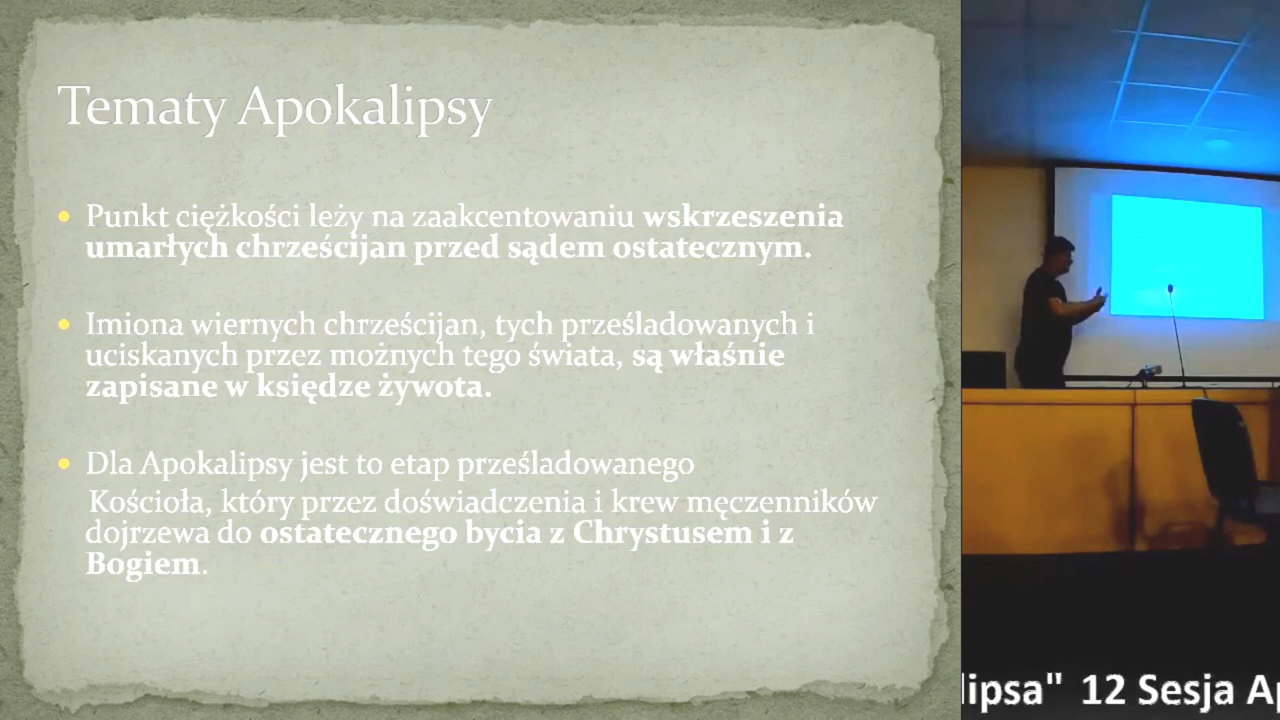 Tematy Apokalipsy
Punkt ciężkości leży na zaakcentowaniu wskrzeszenia
umarłych chrześcijan przed sądem ostatecznym.
Imiona wiernych chrześcijan, tych prześladowanych i
uciskanych przez możnych tego świata, są właśnie
zapisane w księdze żywota.
Dla Apokalipsy jest to etap prześladowanego
Kościoła, który przez doświadczenia i krew męczenników
dojrzewa do ostatecznego bycia z Chrystusem i z
Bogiem.
lipsa" 12 Sesja Ap